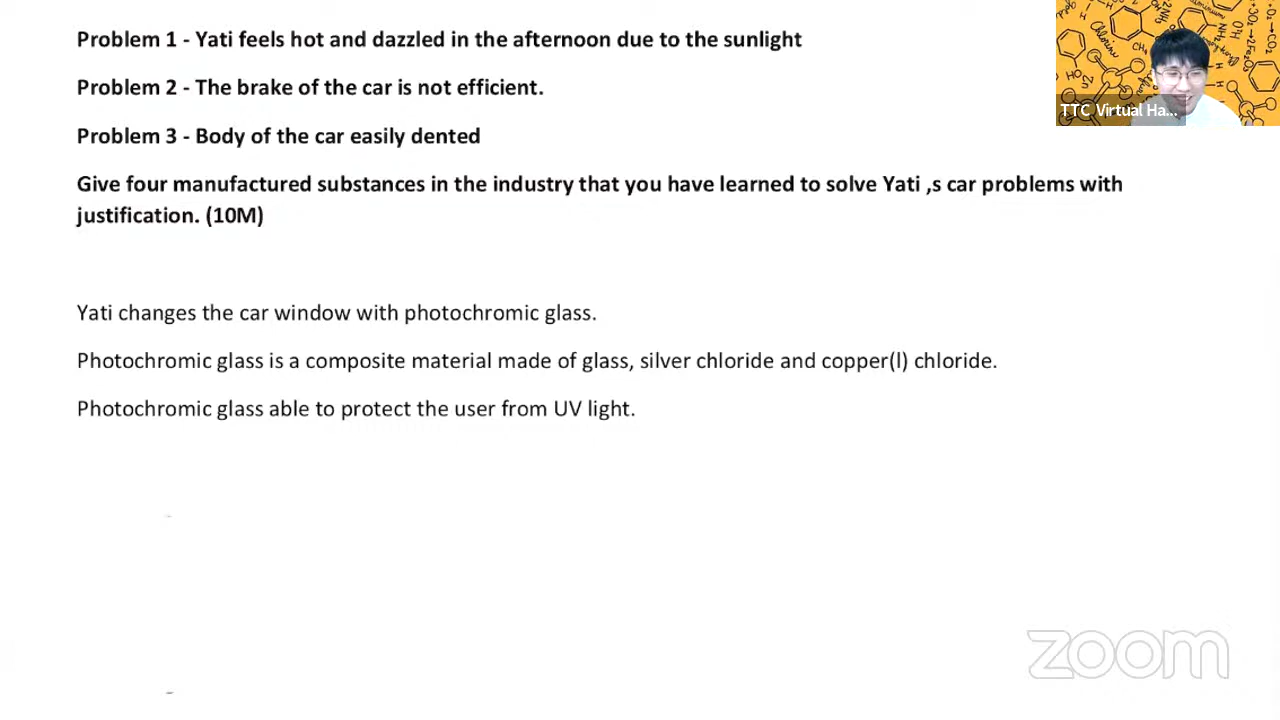 Problem 1 - Yati feels hot and dazzled in the afternoon due to the sunlight
Problem 2 - The brake of the car is not efficient.
Problem 3 - Body of the car easily dented
Give four manufactured substances in the industry that you have learned to solve Yati ,s car problems with
justification. (10M)
Yati changes the car window with photochromic glass.
Photochromic glass is a composite material made of glass, silver chloride and copper(l) chloride.
Photochromic glass able to protect the user from UV light.
TTC Virtual Ha...
zoom